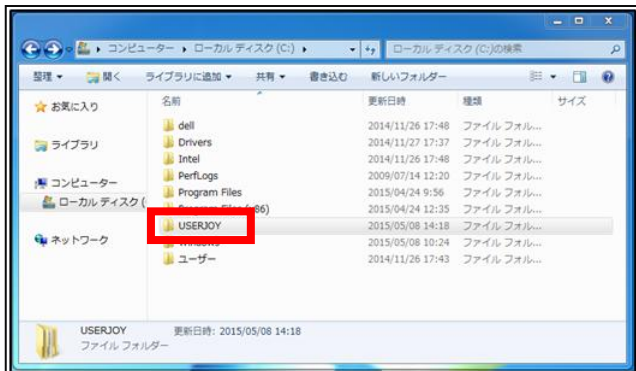 コンピューター ▸ ローカル ディスク (C:) ▸
ローカル ディスク (C:)の検索
整理 ▼ 開く ライブラリに追加 ▼ 共有 ▼ 書き込む 新しいフォルダー
お気に入り
ライブラリ
コンピューター
ローカル ディスク (
ネットワーク
名前 更新日時 種類 サイズ
dell 2014/11/26 17:48 ファイル フォル...
Drivers 2014/11/27 17:37 ファイル フォル...
Intel 2014/11/26 17:48 ファイル フォル...
PerfLogs 2009/07/14 12:20 ファイル フォル...
Program Files 2015/04/24 9:56 ファイル フォル...
Program Files (x86) 2015/04/24 12:35 ファイル フォル...
USERJOY 2015/05/08 14:18 ファイル フォル...
Windows 2015/05/08 10:24 ファイル フォル...
ユーザー 2014/11/26 17:43 ファイル フォル...
USERJOY 更新日時: 2015/05/08 14:18
ファイル フォルダー